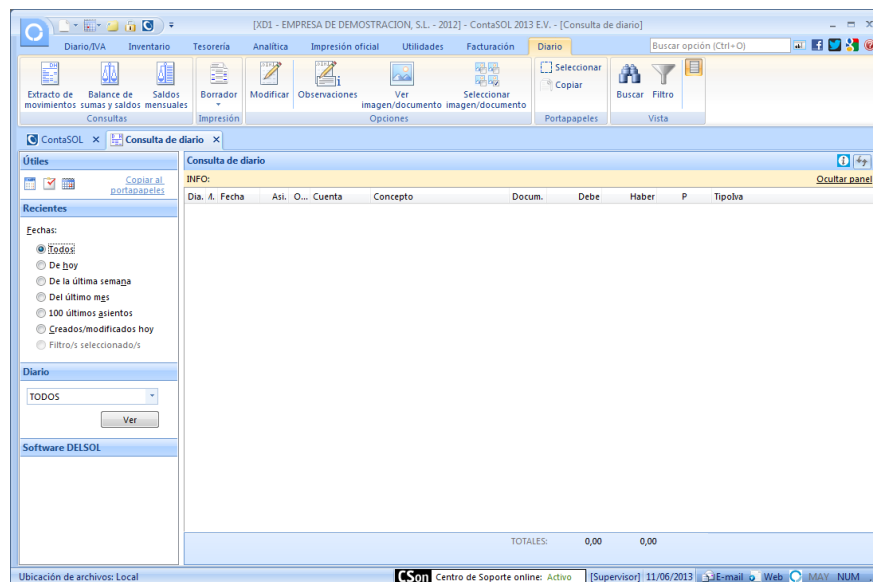 [XD1 - EMPRESA DE DEMOSTRACION, S.L. - 2012] - ContaSOL 2013 E.V. - [Consulta de diario]
Diario/IVA Inventario Tesorería Analítica Impresión oficial Utilidades Facturación Diario Buscar opción (Ctrl+O)
Extracto de movimientos
Balance de sumas y saldos
Saldos mensuales
Borrador
Modificar
Observaciones
Ver imagen/documento
Seleccionar imagen/documento
Seleccionar
Copiar
Buscar
Filtro
Consultas Impresión Opciones Portapapeles Vista
ContaSOL Consulta de diario
Útiles
Copiar al
portapapeles
Recientes
Fechas:
Todos
De hoy
De la última semana
Del último mes
100 últimos asientos
Creados/modificados hoy
Filtro/s seleccionado/s
Diario
TODOS
Ver
Software DELSOL
Consulta de diario
INFO: Ocultar panel
Dia. Fecha Asi. O... Cuenta Concepto Docum. Debe Haber P TipoIva
TOTALES: 0,00 0,00
Ubicación de archivos: Local CSon Centro de Soporte online: Activo [Supervisor] 11/06/2013 E-mail Web MAY NUM